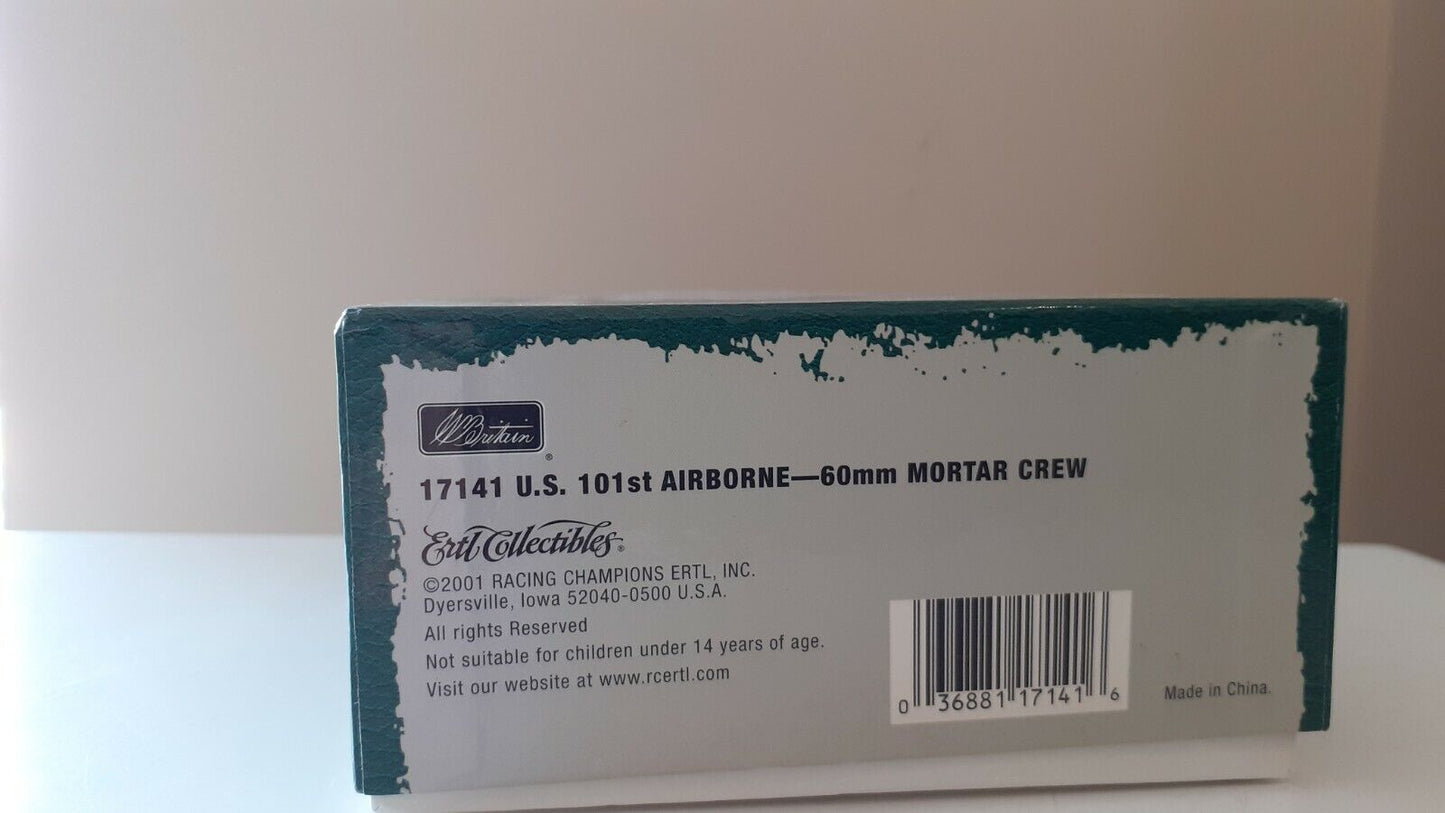 WBritain®
17141 U.S. 101st AIRBORNE—60mm MORTAR CREW
Ertl Collectibles®
©2001 RACING CHAMPIONS ERTL, INC.
Dyersville, Iowa 52040-0500 U.S.A.
All rights Reserved
Not suitable for children under 14 years of age.
Visit our website at www.rcertl.com
0 36881 17141 6
Made in China.